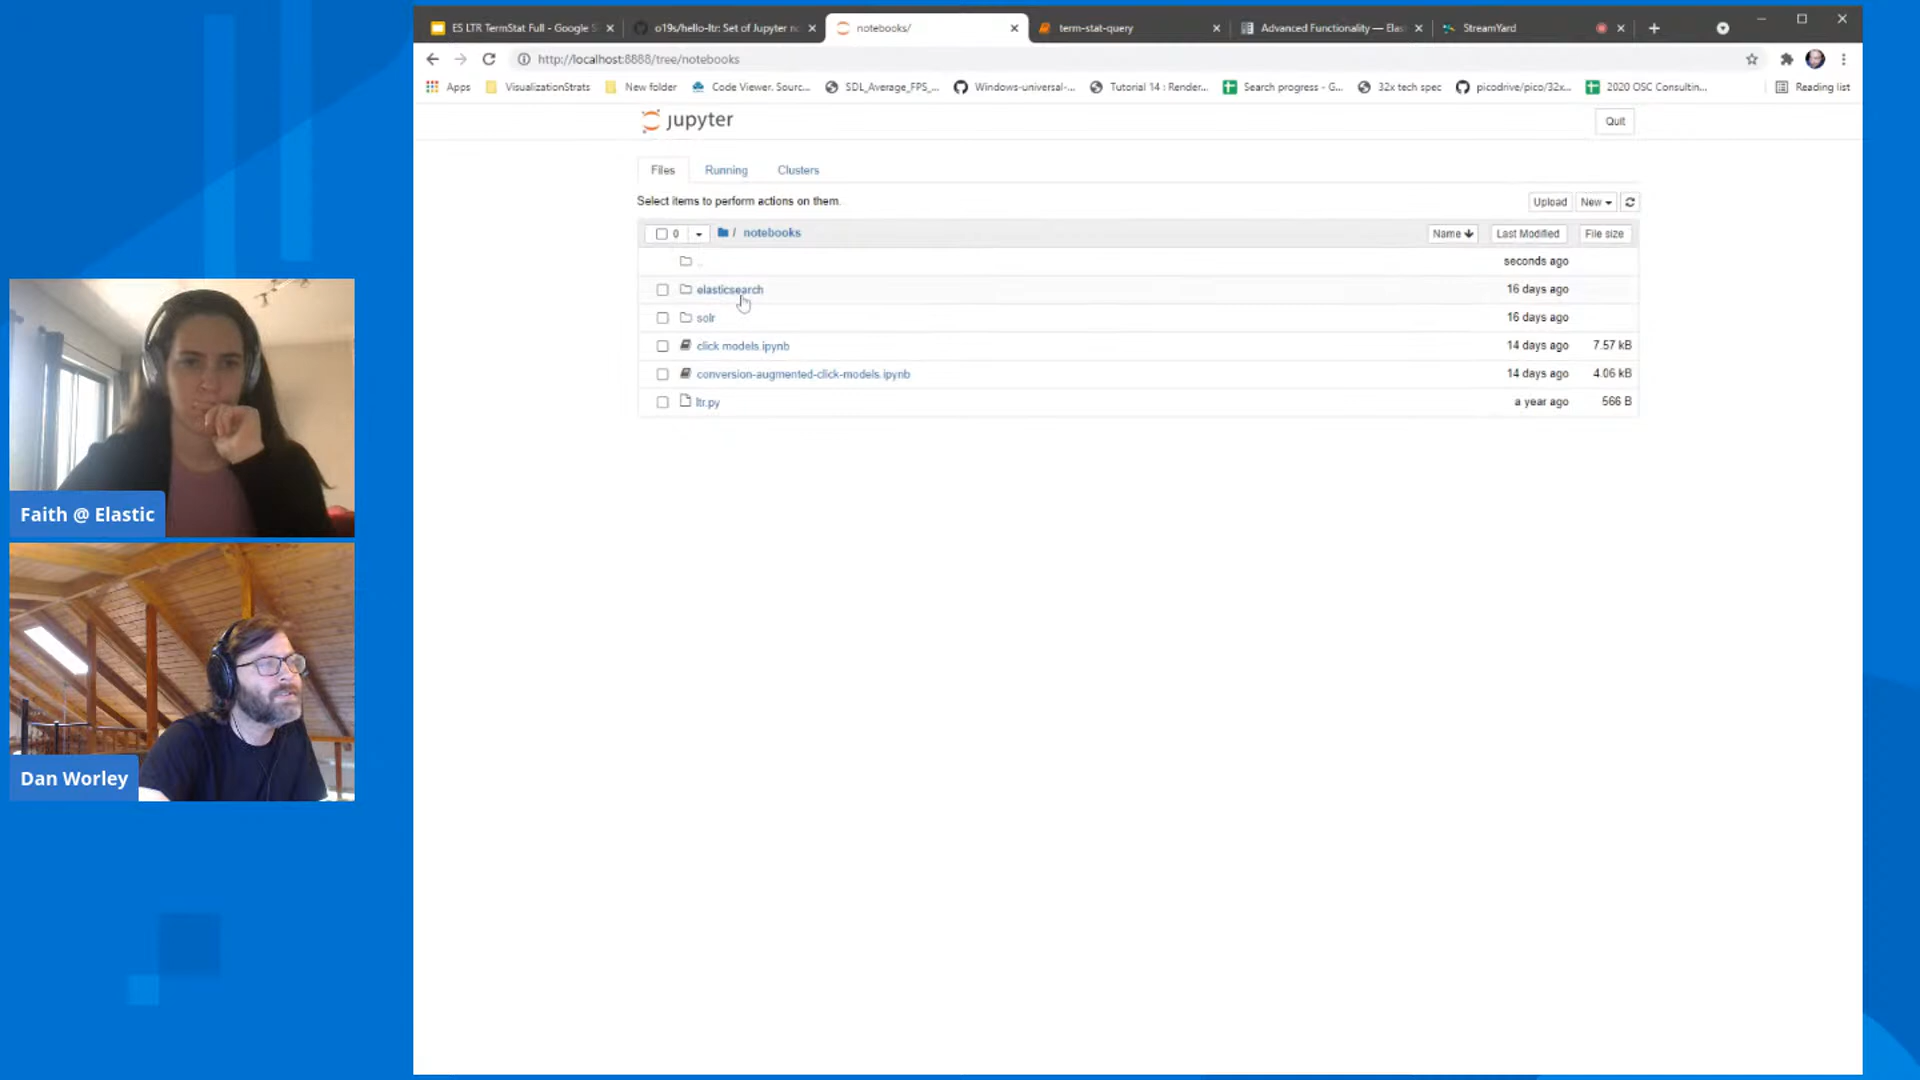 ES LTR TermStat Full - Google S
o19s/hello-ltr: Set of Jupyter no
notebooks/
term-stat-query
Advanced Functionality — Elas
StreamYard
http://localhost:8888/tree/notebooks
Apps
VisualizationStrats
New folder
Code Viewer. Sourc...
SDL_Average_FPS_...
Windows-universal-...
Tutorial 14 : Render...
Search progress - G...
32x tech spec
picodrive/pico/32x...
2020 OSC Consultin...
Reading list
jupyter
Quit
Files
Running
Clusters
Select items to perform actions on them.
Upload
New
0
/ notebooks
Name
Last Modified
File size
..
seconds ago
elasticsearch
16 days ago
solr
16 days ago
click models.ipynb
14 days ago
7.57 kB
conversion-augmented-click-models.ipynb
14 days ago
4.06 kB
ltr.py
a year ago
566 B
Faith @ Elastic
Dan Worley